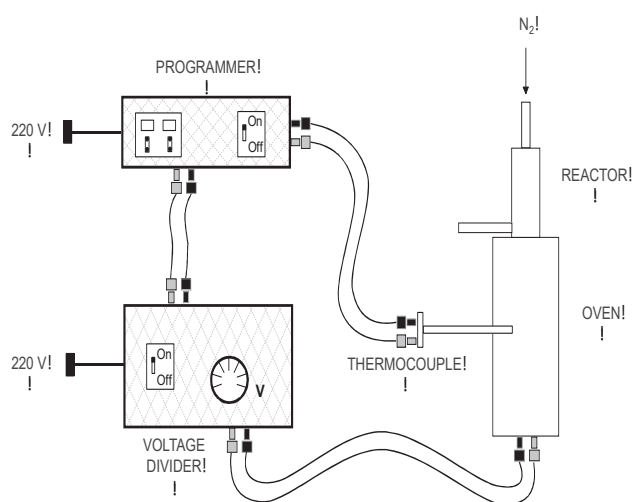 N₂!
PROGRAMMER!
!
220 V!
!
On
Off
REACTOR!
!
OVEN!
!
220 V!
!
On
Off
V
THERMOCOUPLE!
!
VOLTAGE
DIVIDER!
!